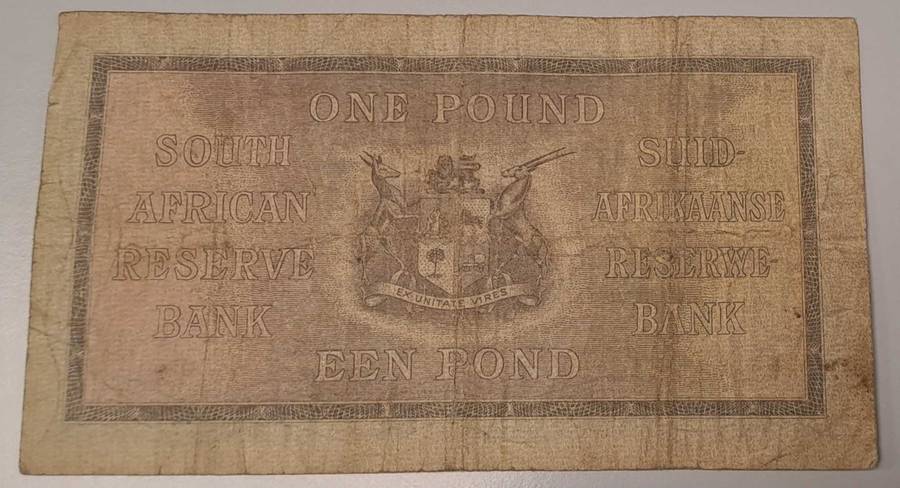 ONE POUND
SOUTH
AFRICAN
RESERVE
BANK
SUID-
AFRIKAANSE
RESERWE-
BANK
EX·UNITATE VIRES
EEN POND